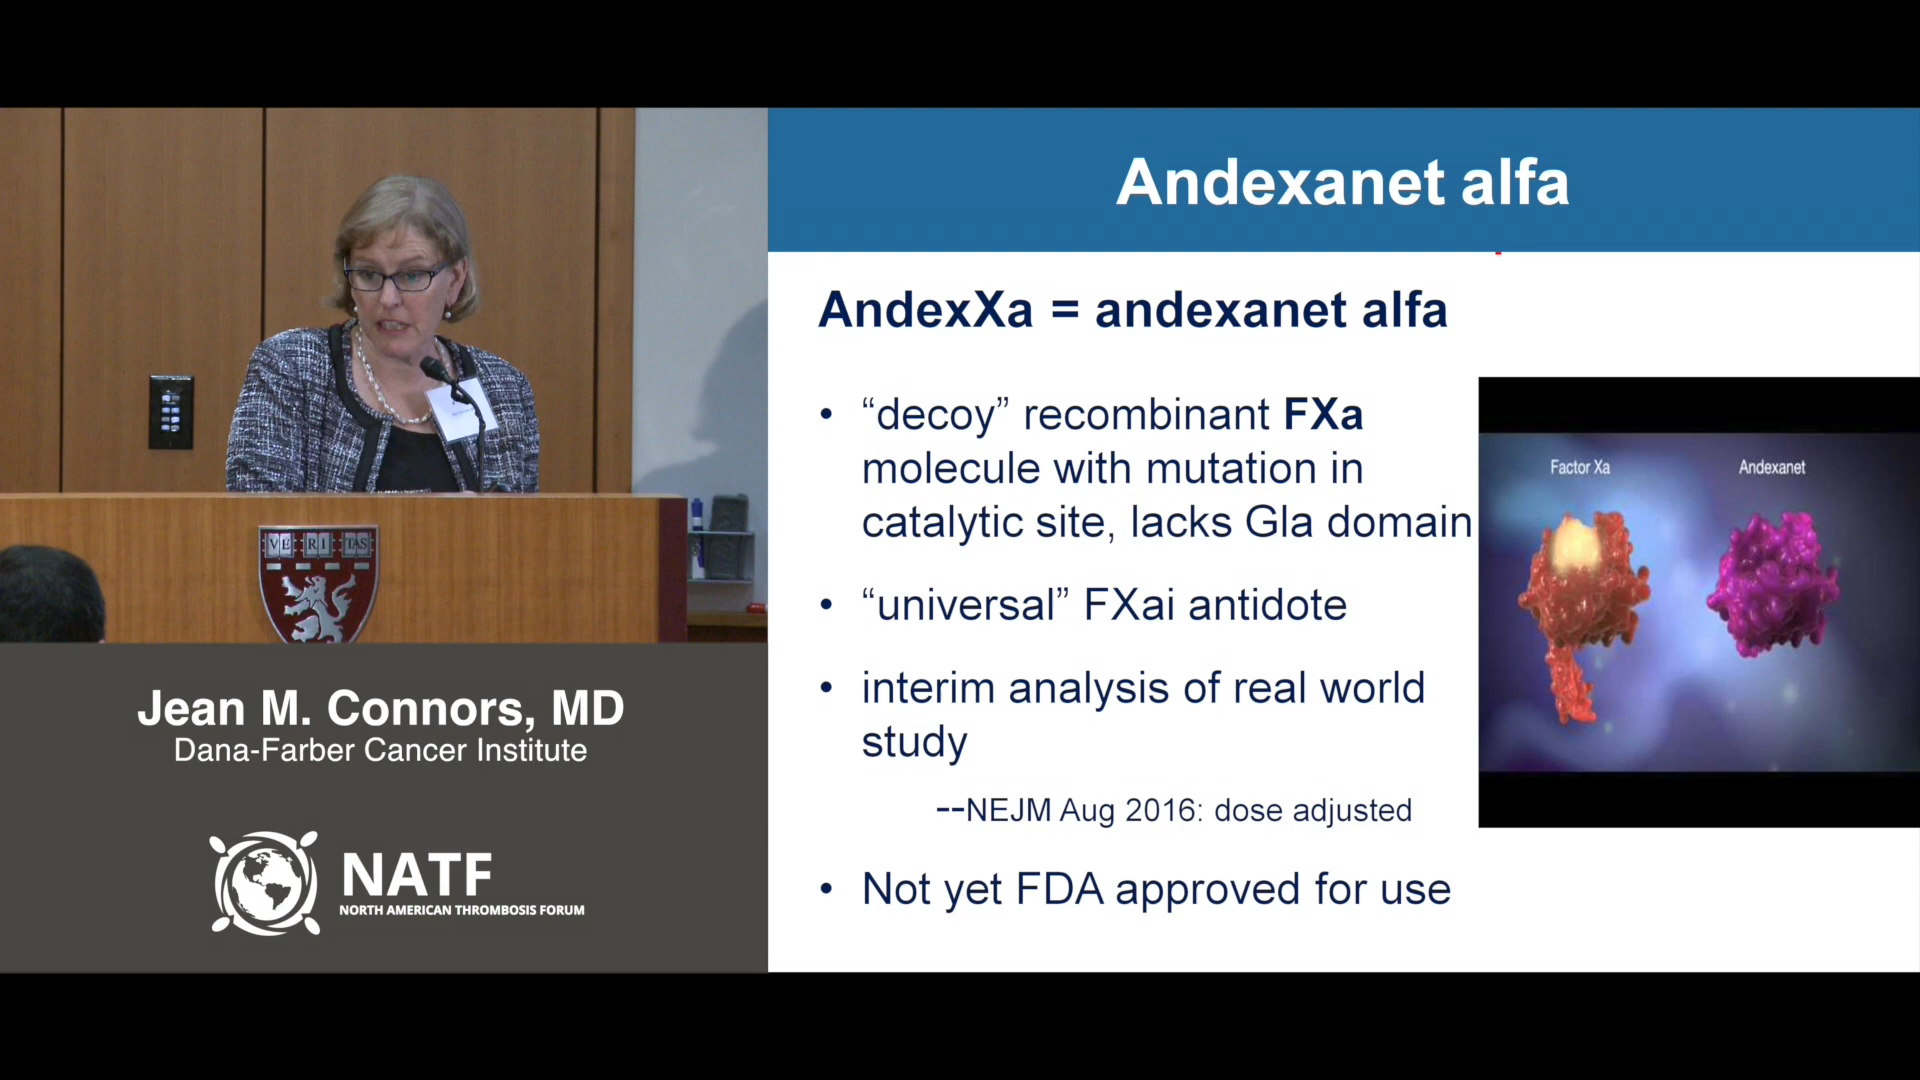 Andexanet alfa
AndexXa = andexanet alfa
• “decoy” recombinant FXa
molecule with mutation in
catalytic site, lacks Gla domain
• “universal” FXai antidote
• interim analysis of real world
study
--NEJM Aug 2016: dose adjusted
• Not yet FDA approved for use
Factor Xa
Andexanet
VE RI TAS
Jean M. Connors, MD
Dana-Farber Cancer Institute
NATF
NORTH AMERICAN THROMBOSIS FORUM